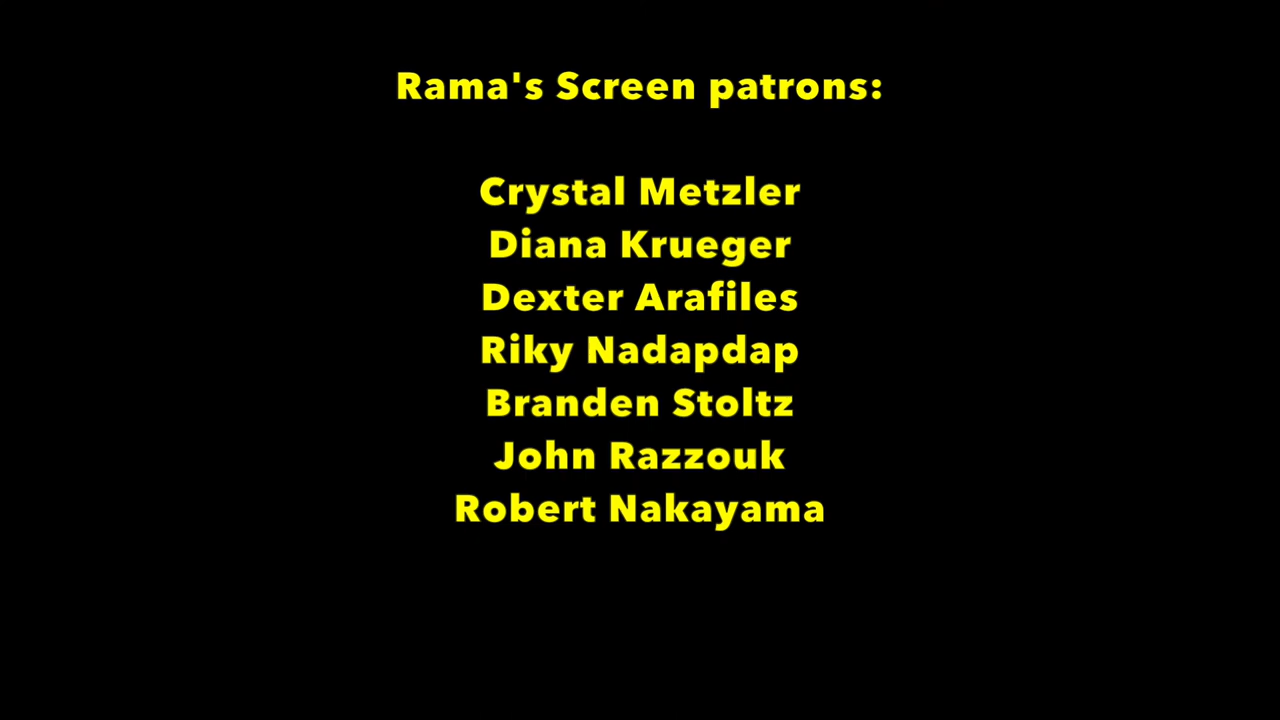 Rama's Screen patrons:
Crystal Metzler
Diana Krueger
Dexter Arafiles
Riky Nadapdap
Branden Stoltz
John Razzouk
Robert Nakayama